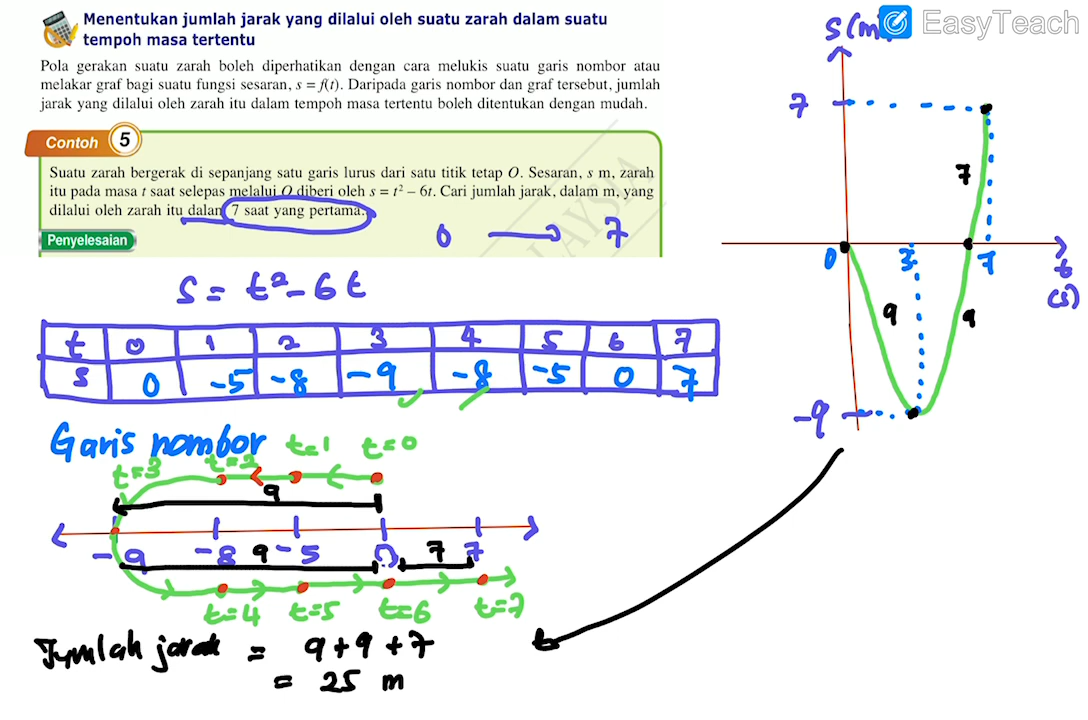 Menentukan jumlah jarak yang dilalui oleh suatu zarah dalam suatu
tempoh masa tertentu
Pola gerakan suatu zarah boleh diperhatikan dengan cara melukis suatu garis nombor atau
melakar graf bagi suatu fungsi sesaran, s = f(t). Daripada garis nombor dan graf tersebut, jumlah
jarak yang dilalui oleh zarah itu dalam tempoh masa tertentu boleh ditentukan dengan mudah.
Contoh 5
Suatu zarah bergerak di sepanjang satu garis lurus dari satu titik tetap O. Sesaran, s m, zarah
itu pada masa t saat selepas melalui O diberi oleh s = t² – 6t. Cari jumlah jarak, dalam m, yang
dilalui oleh zarah itu dalam 7 saat yang pertama.
Penyelesaian
0 → 7
s = t² - 6t
t 0 1 2 3 4 5 6 7
s 0 -5 -8 -9 -8 -5 0 7
Garis nombor
t=3 t=2 t=1 t=0
9
-9 -8 9 -5 0 7 7
t=4 t=5 t=6 t=7
Jumlah jarak = 9+9+7
= 25 m
EasyTeach
s (m)
7
7
0 3 7 t
(s)
9 9
-9